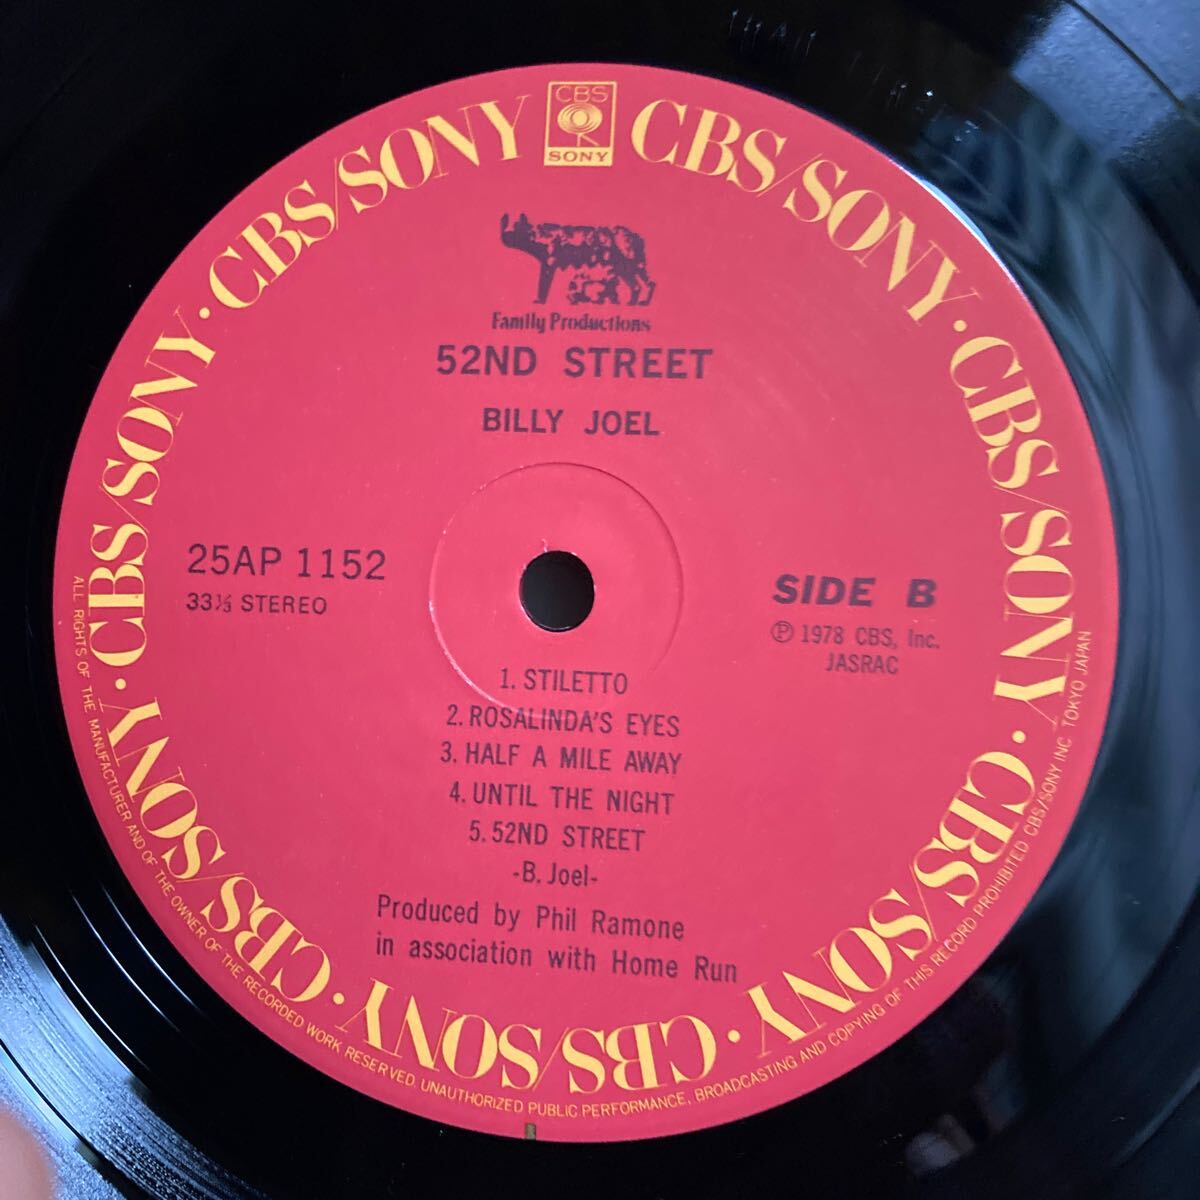 CBS
SONY
CBS/SONY · CBS/SONY · CBS/SONY · CBS/SONY · CBS/SONY · CBS/SONY · CBS/SONY · CBS/SONY
Family Productions
52ND STREET
BILLY JOEL
25AP 1152
33⅓ STEREO
SIDE B
℗ 1978 CBS, Inc.
JASRAC
1. STILETTO
2. ROSALINDA'S EYES
3. HALF A MILE AWAY
4. UNTIL THE NIGHT
5. 52ND STREET
-B. Joel-
Produced by Phil Ramone
in association with Home Run
ALL RIGHTS OF THE MANUFACTURER AND OF THE OWNER OF THE RECORDED WORK RESERVED. UNAUTHORIZED PUBLIC PERFORMANCE, BROADCASTING AND COPYING OF THIS RECORD PROHIBITED CBS/SONY INC TOKYO JAPAN